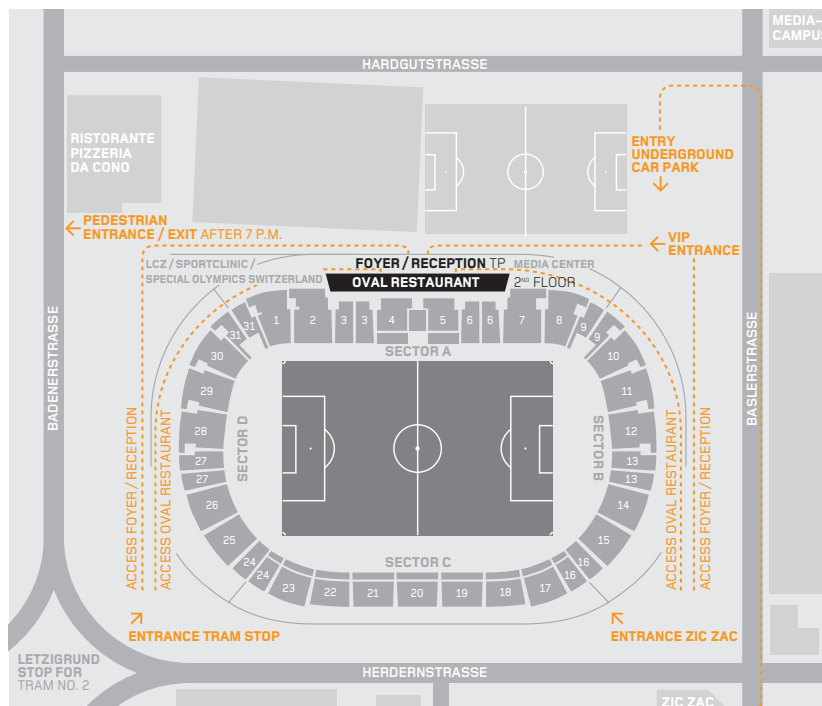 MEDIA-
CAMPUS
HARDGUTSTRASSE
RISTORANTE
PIZZERIA
DA CONO
ENTRY
UNDERGROUND
CAR PARK
PEDESTRIAN
ENTRANCE / EXIT AFTER 7 P.M.
VIP
ENTRANCE
LCZ / SPORTCLINIC /
SPECIAL OLYMPICS SWITZERLAND
FOYER / RECEPTION TP
MEDIA CENTER
OVAL RESTAURANT
2ND FLOOR
31
31
1
2
3
3
4
5
6
6
7
8
9
9
SECTOR A
30
10
29
11
28
12
27
13
27
13
26
14
25
15
24
24
16
16
23
22
21
20
19
18
17
SECTOR D
SECTOR B
SECTOR C
BADENERSTRASSE
BASLERSTRASSE
ACCESS FOYER / RECEPTION
ACCESS OVAL RESTAURANT
ACCESS OVAL RESTAURANT
ACCESS FOYER / RECEPTION
ENTRANCE TRAM STOP
ENTRANCE ZIC ZAC
LETZIGRUND
STOP FOR
TRAM NO. 2
HERDERNSTRASSE
ZIC ZAC